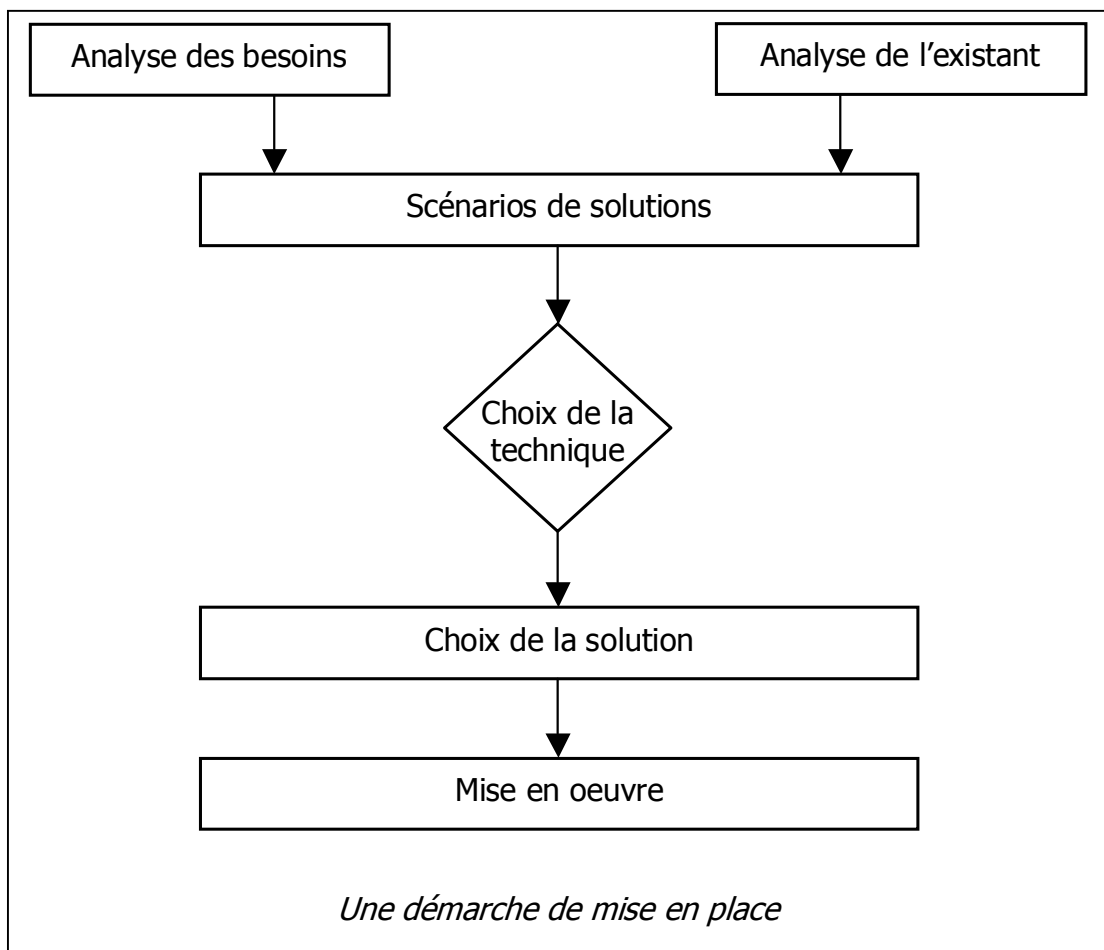 Analyse des besoins
Analyse de l’existant
Scénarios de solutions
Choix de la
technique
Choix de la solution
Mise en oeuvre
Une démarche de mise en place